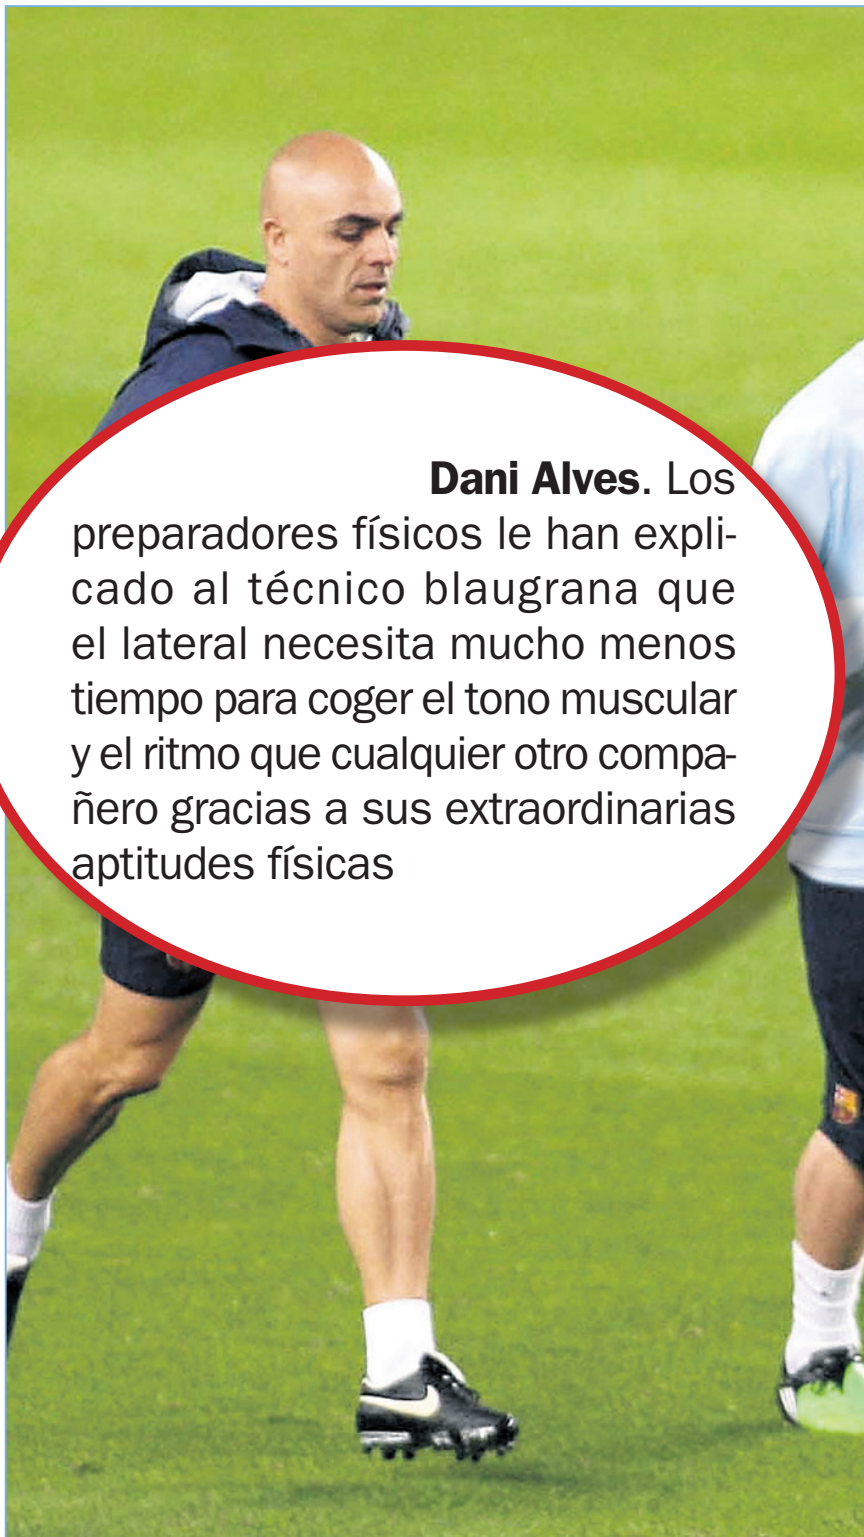 Dani Alves. Los
preparadores físicos le han expli-
cado al técnico blaugrana que
el lateral necesita mucho menos
tiempo para coger el tono muscular
y el ritmo que cualquier otro compa-
ñero gracias a sus extraordinarias
aptitudes físicas